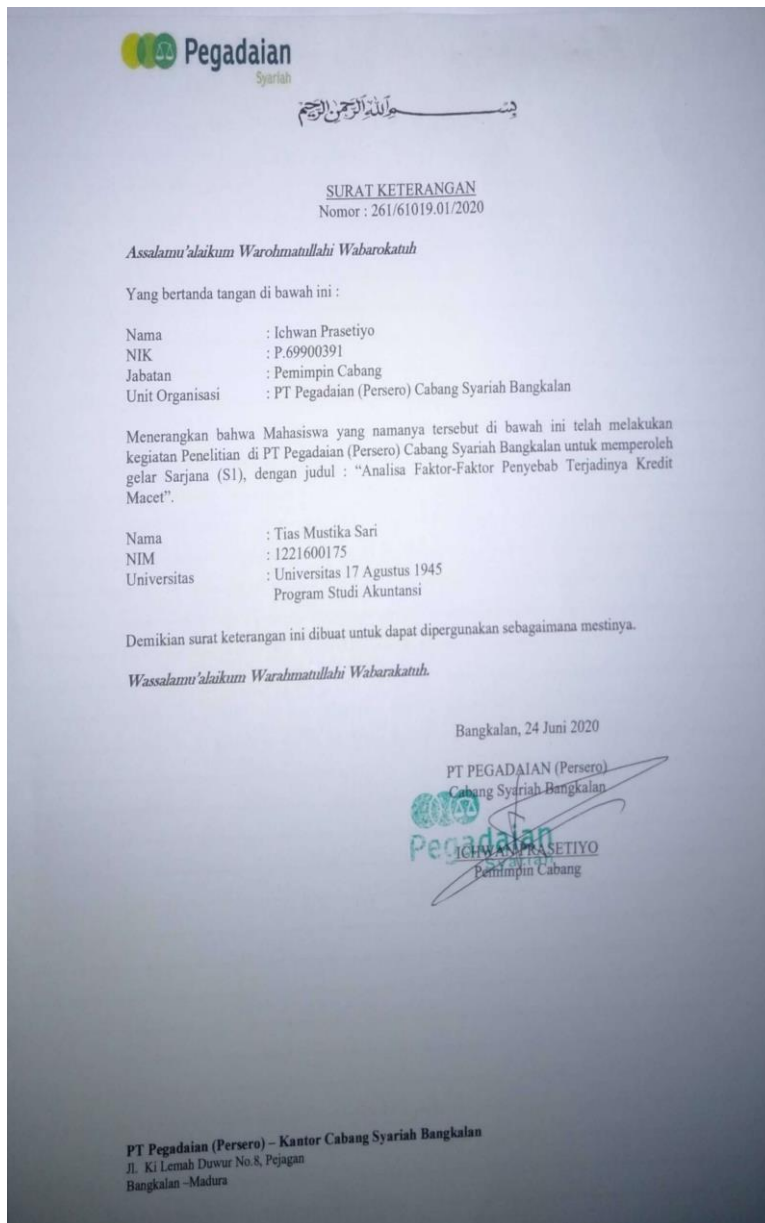 Pegadaian
Syariah
بسم الله الرحمن الرحيم
SURAT KETERANGAN
Nomor : 261/61019.01/2020
Assalamu'alaikum Warohmatullahi Wabarokatuh
Yang bertanda tangan di bawah ini :
Nama : Ichwan Prasetiyo
NIK : P.69900391
Jabatan : Pemimpin Cabang
Unit Organisasi : PT Pegadaian (Persero) Cabang Syariah Bangkalan
Menerangkan bahwa Mahasiswa yang namanya tersebut di bawah ini telah melakukan
kegiatan Penelitian di PT Pegadaian (Persero) Cabang Syariah Bangkalan untuk memperoleh
gelar Sarjana (S1), dengan judul : “Analisa Faktor-Faktor Penyebab Terjadinya Kredit
Macet”.
Nama : Tias Mustika Sari
NIM : 1221600175
Universitas : Universitas 17 Agustus 1945
Program Studi Akuntansi
Demikian surat keterangan ini dibuat untuk dapat dipergunakan sebagaimana mestinya.
Wassalamu'alaikum Warahmatullahi Wabarakatuh.
Bangkalan, 24 Juni 2020
PT PEGADAIAN (Persero)
Cabang Syariah Bangkalan
Pegadaian
Syariah
ICHWAN PRASETIYO
Pemimpin Cabang
PT Pegadaian (Persero) – Kantor Cabang Syariah Bangkalan
Jl. Ki Lemah Duwur No.8, Pejagan
Bangkalan –Madura